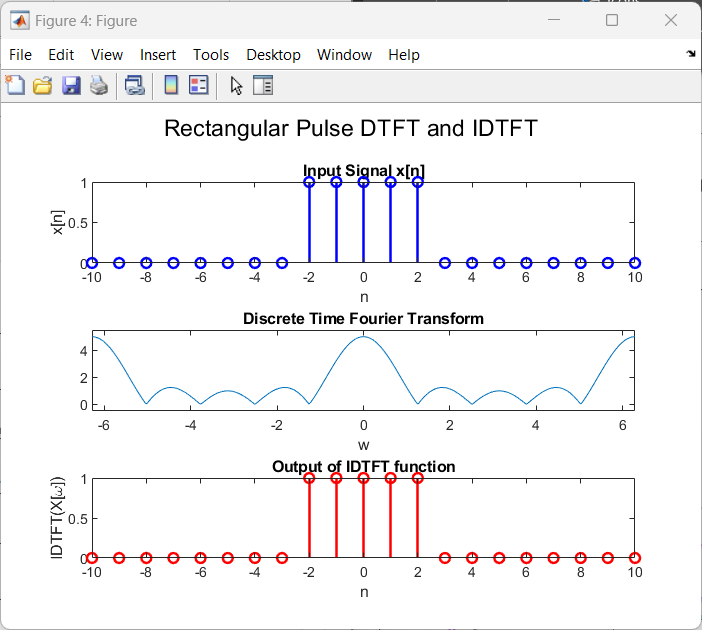 Figure 4: Figure
File Edit View Insert Tools Desktop Window Help
Rectangular Pulse DTFT and IDTFT
Input Signal x[n]
x[n]
1
0.5
0
-10 -8 -6 -4 -2 0 2 4 6 8 10
n
Discrete Time Fourier Transform
4
2
0
-6 -4 -2 0 2 4 6
w
Output of IDTFT function
IDTFT(X[ω])
1
0.5
0
-10 -8 -6 -4 -2 0 2 4 6 8 10
n